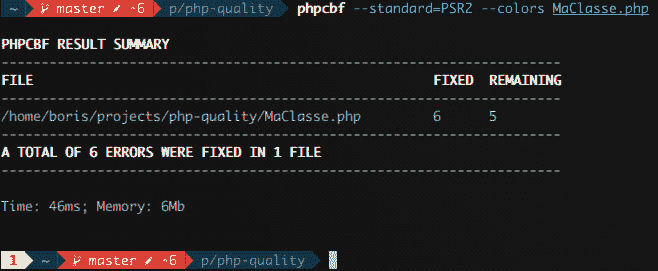 ~ master ~6 p/php-quality phpcbf --standard=PSR2 --colors MaClasse.php
PHPCBF RESULT SUMMARY
----------------------------------------------------------------------
FILE FIXED REMAINING
----------------------------------------------------------------------
/home/boris/projects/php-quality/MaClasse.php 6 5
----------------------------------------------------------------------
A TOTAL OF 6 ERRORS WERE FIXED IN 1 FILE
----------------------------------------------------------------------
Time: 46ms; Memory: 6Mb
1 ~ master ~6 p/php-quality